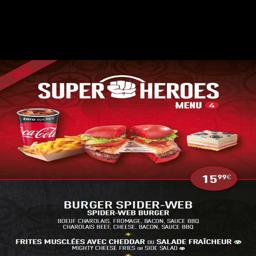 SUPER HEROES
MENU 4
ZERO SUCRES
Coca-Cola
15.99€
BURGER SPIDER-WEB
SPIDER-WEB BURGER
BOEUF CHAROLAIS, FROMAGE, BACON, SAUCE BBQ
CHAROLAIS BEEF, CHEESE, BACON, SAUCE BBQ
FRITES MUSCLÉES AVEC CHEDDAR OU SALADE FRAÎCHEUR
MIGHTY CHEESE FRIES OR SIDE SALAD